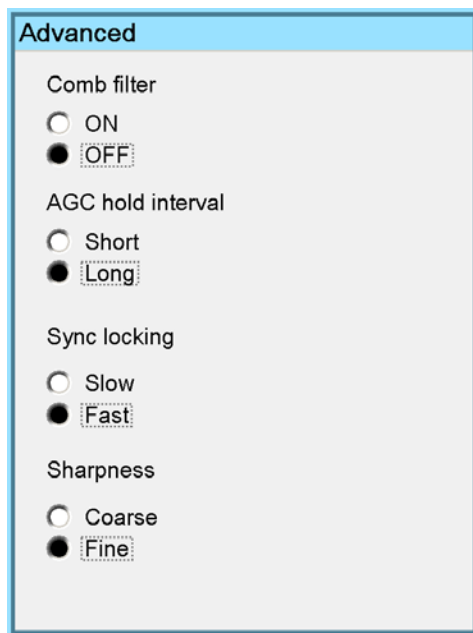 Advanced
Comb filter
ON
OFF
AGC hold interval
Short
Long
Sync locking
Slow
Fast
Sharpness
Coarse
Fine